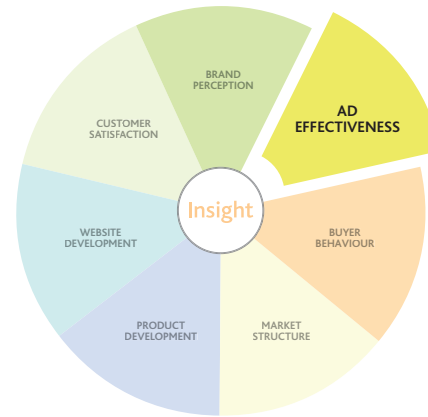 BRAND
PERCEPTION
AD
EFFECTIVENESS
CUSTOMER
SATISFACTION
Insight
WEBSITE
DEVELOPMENT
BUYER
BEHAVIOUR
PRODUCT
DEVELOPMENT
MARKET
STRUCTURE